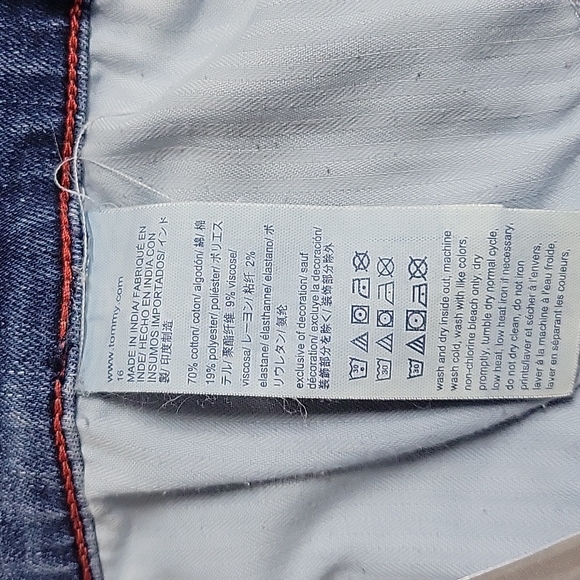 www.tommy.com
16
MADE IN INDIA/ FABRIQUÉ EN
INDE/ HECHO EN INDIA CON
INSUMOS IMPORTADOS/ インド
製/ 印度制造
70% cotton/ coton/ algodón/ 綿/ 棉
19% polyester/ poliéster/ ポリエス
テル/ 聚酯纤维 9% viscose/
viscosa/ レーヨン/ 粘纤 2%
elastane/ élasthanne/ elastano/ ポ
リウレタン/ 氨纶
exclusive of decoration/ sauf
décoration/ excluye la decoración/
装飾部分を除く/ 装饰部分除外
30
30
wash and dry inside out, machine
wash cold, wash with like colors,
non-chlorine bleach only, dry
promptly, tumble dry normal cycle,
low heat, low heat iron if necessary,
do not dry clean, do not iron
prints/laver et sécher à l'envers,
laver à la machine à l'eau froide,
laver en séparant les couleurs,